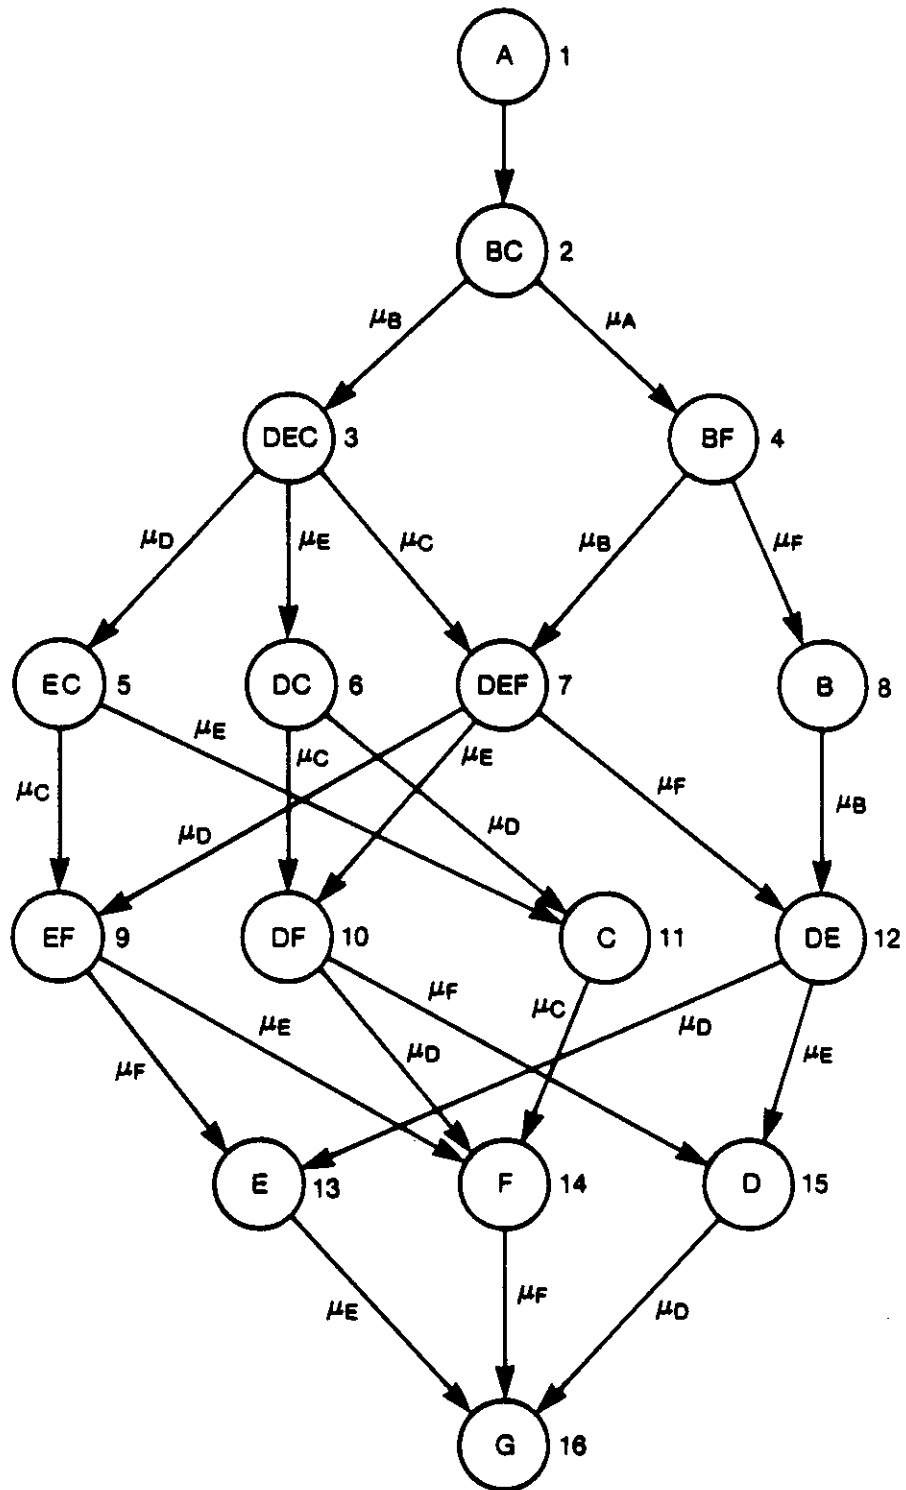 A 1
BC 2
μB μA
DEC 3 BF 4
μD μE μC μB μF
EC 5 DC 6 DEF 7 B 8
μE μC μE
μC μD μD μF μB
EF 9 DF 10 C 11 DE 12
μF μC
μE μD μD μE
μF
E 13 F 14 D 15
μE μF μD
G 16